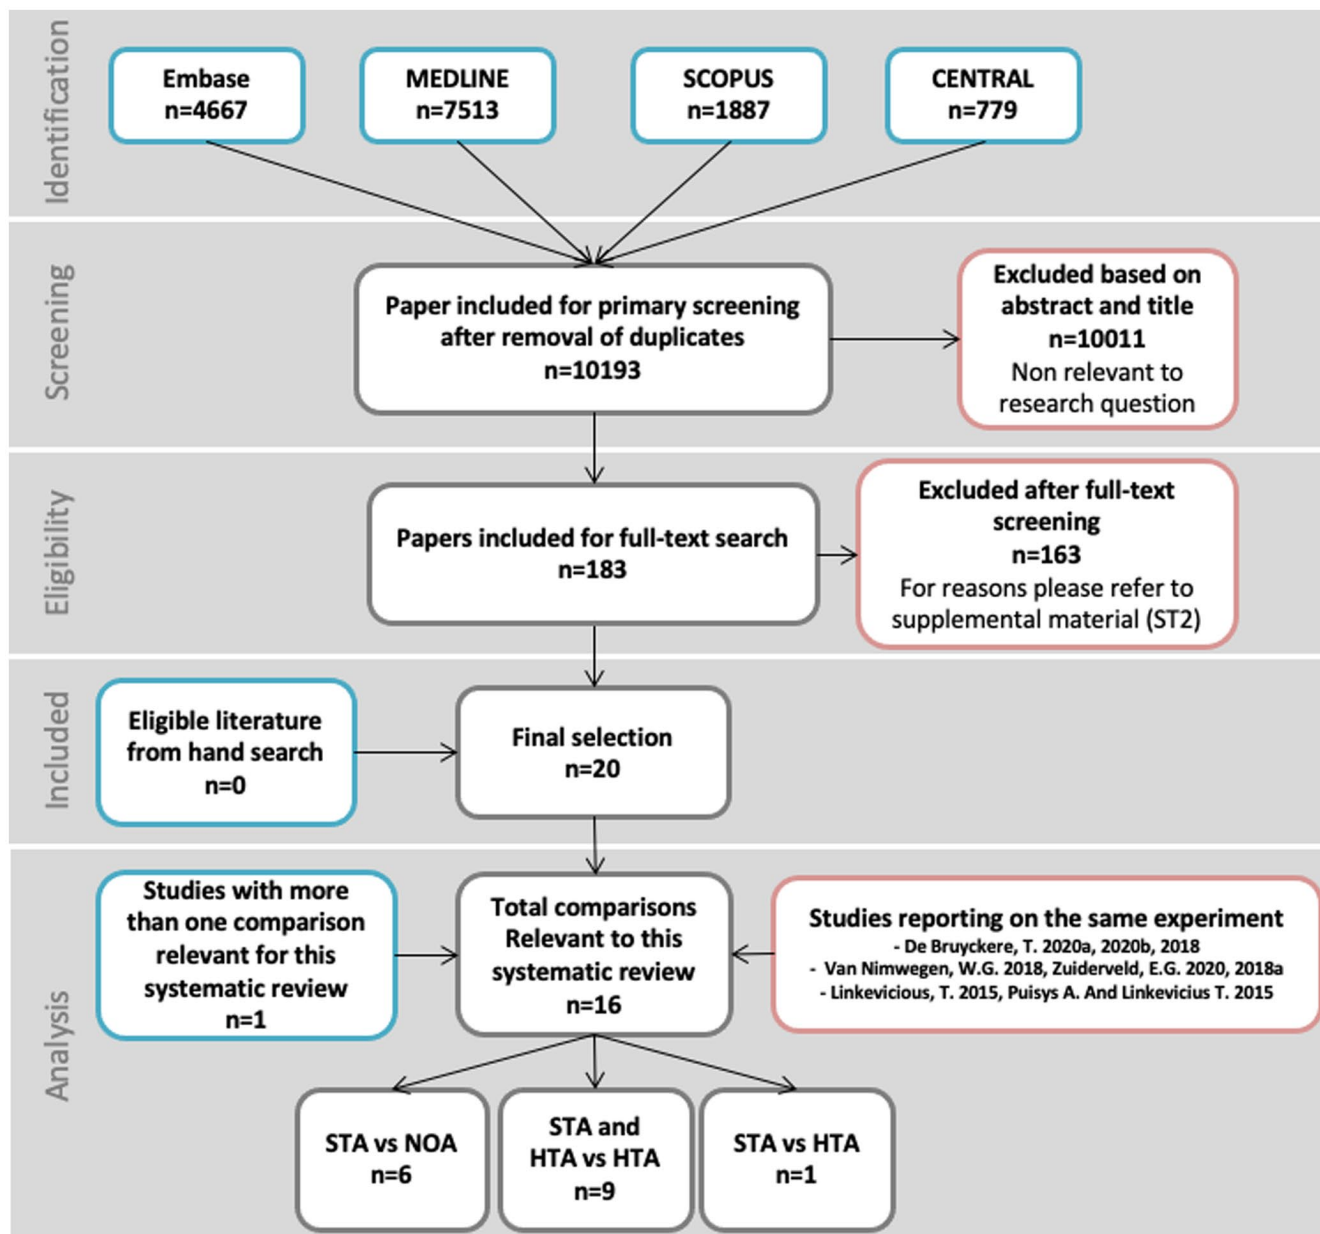 Identification
Embase
n=4667
MEDLINE
n=7513
SCOPUS
n=1887
CENTRAL
n=779
Screening
Paper included for primary screening
after removal of duplicates
n=10193
Excluded based on
abstract and title
n=10011
Non relevant to
research question
Eligibility
Papers included for full-text search
n=183
Excluded after full-text
screening
n=163
For reasons please refer to
supplemental material (ST2)
Included
Eligible literature
from hand search
n=0
Final selection
n=20
Analysis
Studies with more
than one comparison
relevant for this
systematic review
n=1
Total comparisons
Relevant to this
systematic review
n=16
Studies reporting on the same experiment
- De Bruyckere, T. 2020a, 2020b, 2018
- Van Nimwegen, W.G. 2018, Zuiderveld, E.G. 2020, 2018a
- Linkevicious, T. 2015, Puisys A. And Linkevicius T. 2015
STA vs NOA
n=6
STA and
HTA vs HTA
n=9
STA vs HTA
n=1